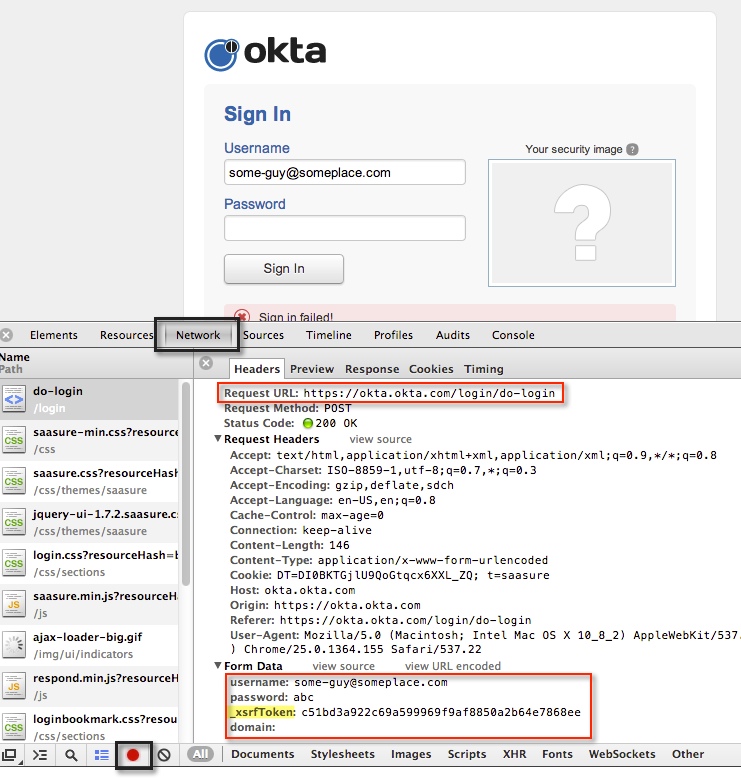 okta
Sign In
Username
Your security image ?
some-guy@someplace.com
Password
Sign In
Sign in failed!
Elements Resources Network Sources Timeline Profiles Audits Console
Name
Path
Headers Preview Response Cookies Timing
do-login
/login
saasure-min.css?resource
/css
saasure.css?resourceHash
/css/themes/saasure
jquery-ui-1.7.2.saasure.cs
/css/themes/saasure
login.css?resourceHash=b
/css/sections
saasure.min.js?resourceH
/js
ajax-loader-big.gif
/img/ui/indicators
respond.min.js?resourceH
/js
loginbookmark.css?resou
/css/sections
Request URL: https://okta.okta.com/login/do-login
Request Method: POST
Status Code: 200 OK
Request Headers view source
Accept: text/html,application/xhtml+xml,application/xml;q=0.9,*/*;q=0.8
Accept-Charset: ISO-8859-1,utf-8;q=0.7,*;q=0.3
Accept-Encoding: gzip,deflate,sdch
Accept-Language: en-US,en;q=0.8
Cache-Control: max-age=0
Connection: keep-alive
Content-Length: 146
Content-Type: application/x-www-form-urlencoded
Cookie: DT=DI0BKTGjlU9QoGtqcx6XXL_ZQ; t=saasure
Host: okta.okta.com
Origin: https://okta.okta.com
Referer: https://okta.okta.com/login/do-login
User-Agent: Mozilla/5.0 (Macintosh; Intel Mac OS X 10_8_2) AppleWebKit/537.
) Chrome/25.0.1364.155 Safari/537.22
Form Data view source view URL encoded
username: some-guy@someplace.com
password: abc
_xsrfToken: c51bd3a922c69a599969f9af8850a2b64e7868ee
domain:
All Documents Stylesheets Images Scripts XHR Fonts WebSockets Other